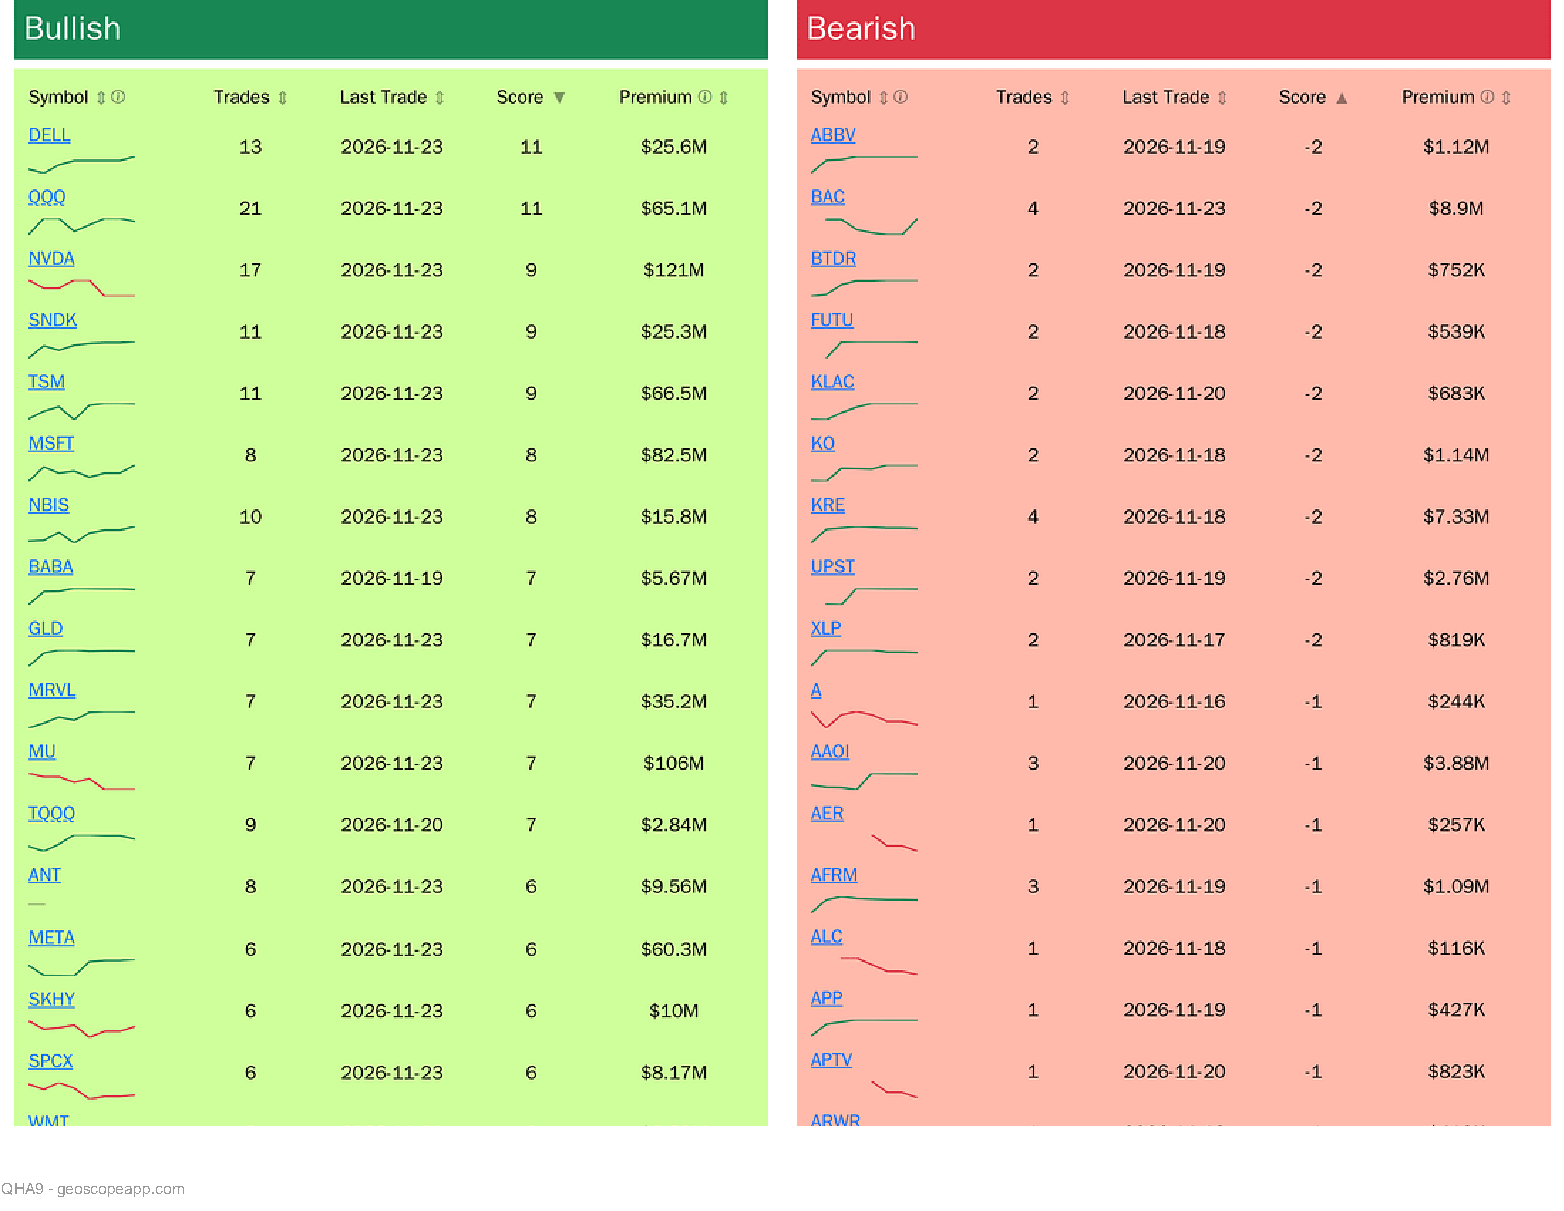 Bullish
Symbol Trades Last Trade Score ▼ Premium
DELL 13 2026-11-23 11 $25.6M
QQQ 21 2026-11-23 11 $65.1M
NVDA 17 2026-11-23 9 $121M
SNDK 11 2026-11-23 9 $25.3M
TSM 11 2026-11-23 9 $66.5M
MSFT 8 2026-11-23 8 $82.5M
NBIS 10 2026-11-23 8 $15.8M
BABA 7 2026-11-19 7 $5.67M
GLD 7 2026-11-23 7 $16.7M
MRVL 7 2026-11-23 7 $35.2M
MU 7 2026-11-23 7 $106M
TQQQ 9 2026-11-20 7 $2.84M
ANT 8 2026-11-23 6 $9.56M
META 6 2026-11-23 6 $60.3M
SKHY 6 2026-11-23 6 $10M
SPCX 6 2026-11-23 6 $8.17M
WMT
Bearish
Symbol Trades Last Trade Score ▲ Premium
ABBV 2 2026-11-19 -2 $1.12M
BAC 4 2026-11-23 -2 $8.9M
BTDR 2 2026-11-19 -2 $752K
FUTU 2 2026-11-18 -2 $539K
KLAC 2 2026-11-20 -2 $683K
KO 2 2026-11-18 -2 $1.14M
KRE 4 2026-11-18 -2 $7.33M
UPST 2 2026-11-19 -2 $2.76M
XLP 2 2026-11-17 -2 $819K
A 1 2026-11-16 -1 $244K
AAOI 3 2026-11-20 -1 $3.88M
AER 1 2026-11-20 -1 $257K
AFRM 3 2026-11-19 -1 $1.09M
ALC 1 2026-11-18 -1 $116K
APP 1 2026-11-19 -1 $427K
APTV 1 2026-11-20 -1 $823K
ARWR
QHA9 - geoscopeapp.com